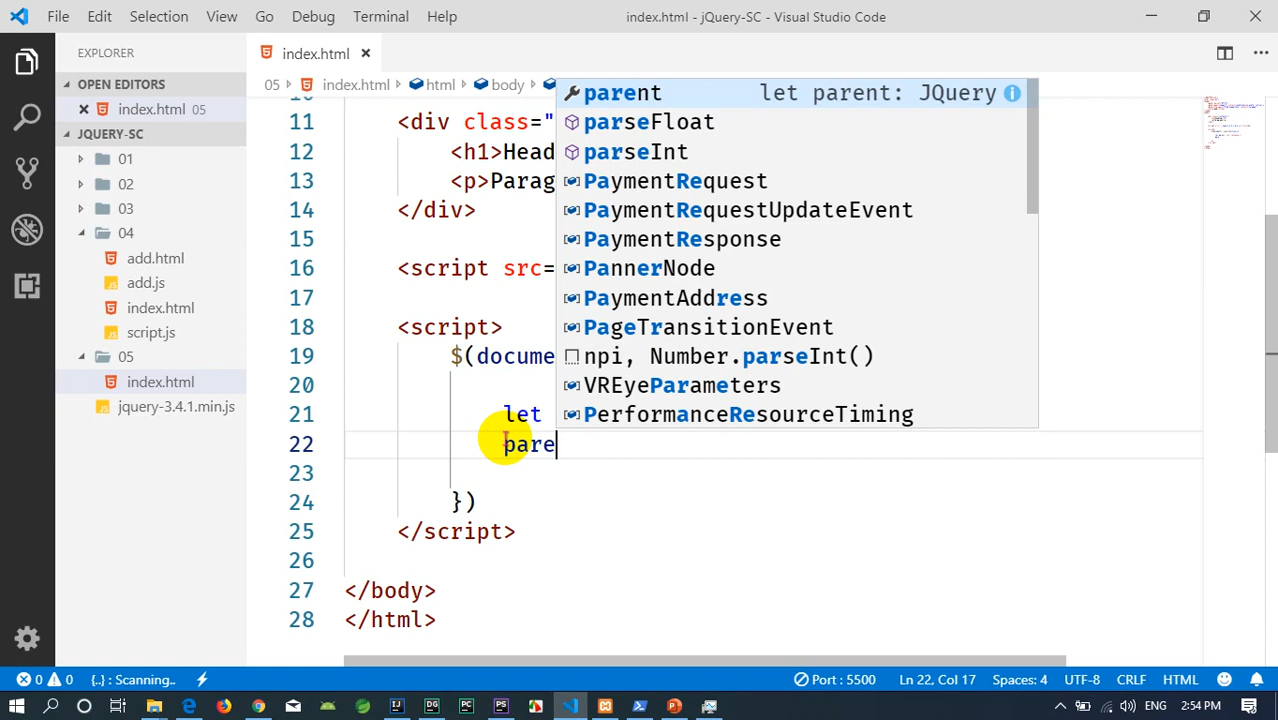 File Edit Selection View Go Debug Terminal Help
index.html - jQuery-SC - Visual Studio Code
EXPLORER
OPEN EDITORS
index.html 05
JQUERY-SC
01
02
03
04
add.html
add.js
index.html
script.js
05
index.html
jquery-3.4.1.min.js
index.html
05 index.html html body
11 <div class="
12 <h1>Head
13 <p>Parag
14 </div>
15
16 <script src=
17
18 <script>
19 $(docume
20
21 let
22 pare
23
24 })
25 </script>
26
27 </body>
28 </html>
parent let parent: JQuery
parseFloat
parseInt
PaymentRequest
PaymentRequestUpdateEvent
PaymentResponse
PannerNode
PaymentAddress
PageTransitionEvent
npi, Number.parseInt()
VREyeParameters
PerformanceResourceTiming
0 0 {..} : Scanning.. Port : 5500 Ln 22, Col 17 Spaces: 4 UTF-8 CRLF HTML
ENG 2:54 PM